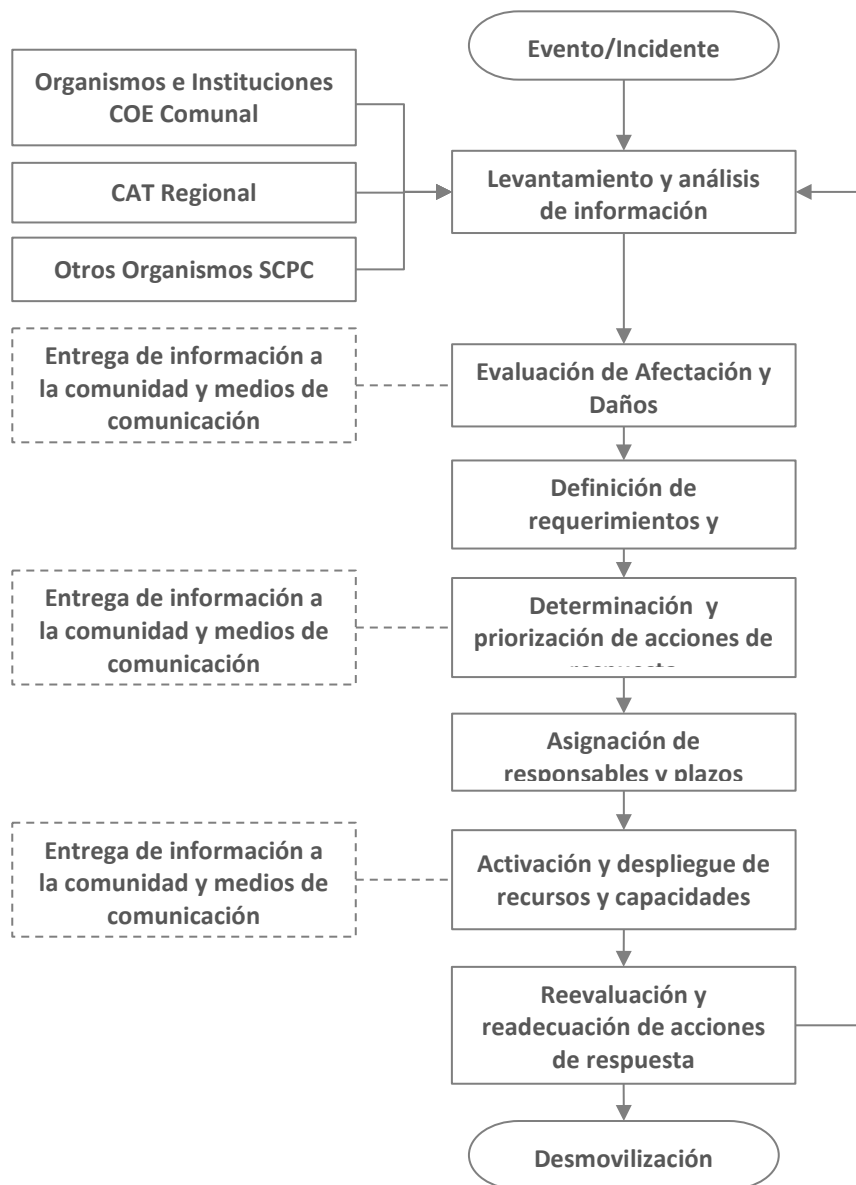 Evento/Incidente
Organismos e Instituciones
COE Comunal
CAT Regional
Otros Organismos SCPC
Levantamiento y análisis
de información
Entrega de información a
la comunidad y medios de
comunicación
Evaluación de Afectación y
Daños
Definición de
requerimientos y
Entrega de información a
la comunidad y medios de
comunicación
Determinación y
priorización de acciones de
Asignación de
responsables y plazos
Entrega de información a
la comunidad y medios de
comunicación
Activación y despliegue de
recursos y capacidades
Reevaluación y
readecuación de acciones
de respuesta
Desmovilización